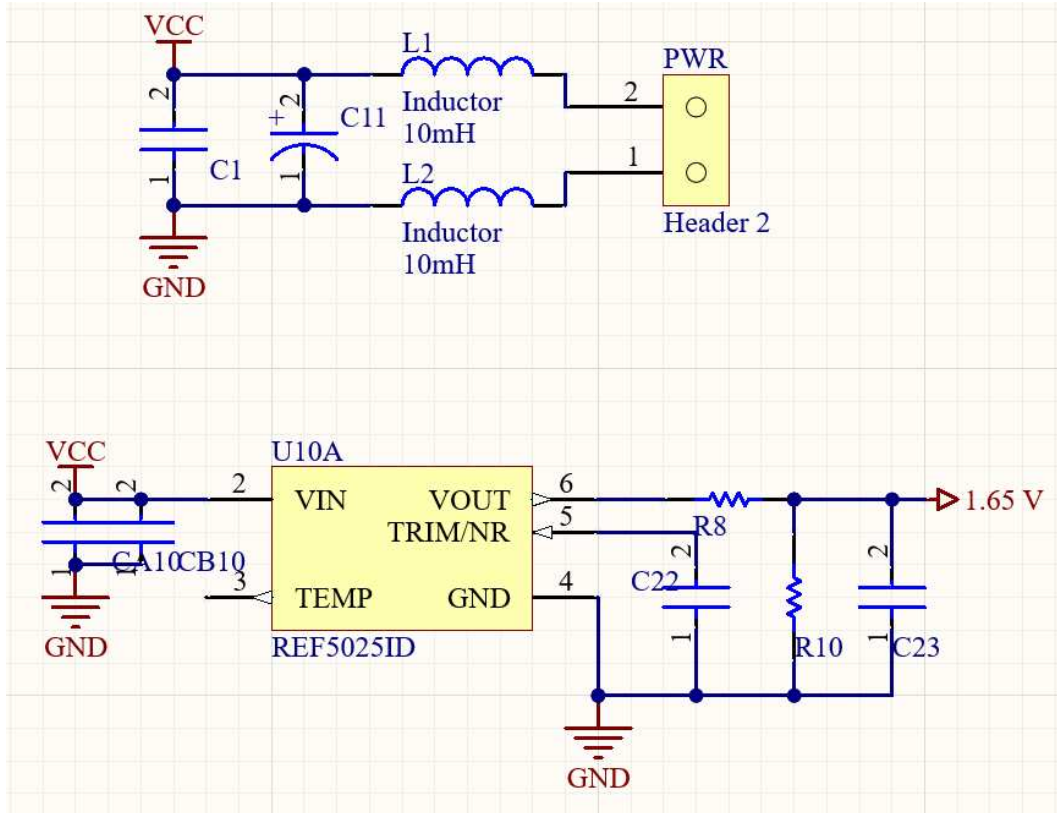 VCC
L1
PWR
2
2
2
+
C11
Inductor
10mH
1
C1
1
1
L2
Header 2
Inductor
10mH
GND
VCC
U10A
2
2
2
VIN
VOUT
6
1.65 V
TRIM/NR
5
R8
CA10
CB10
1
1
3
TEMP
GND
4
C22
2
2
GND
REF5025ID
1
R10
1
C23
GND